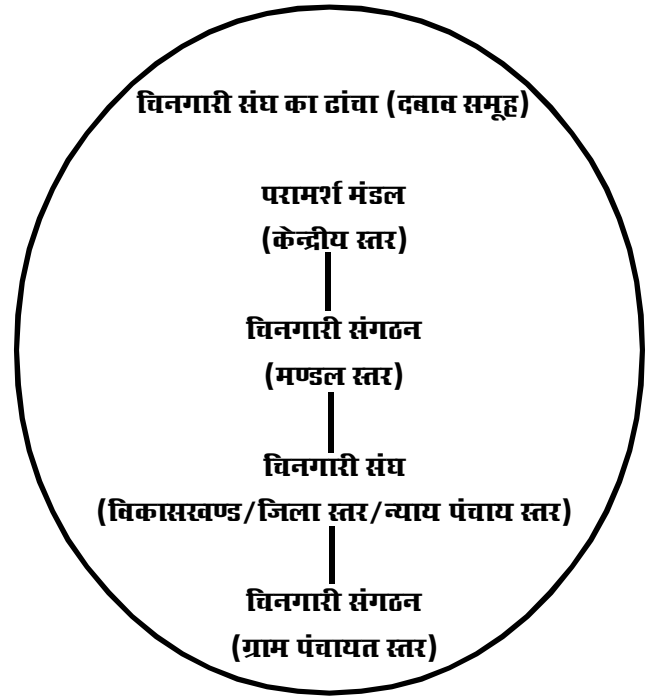 चिनगारी संघ का ढांचा (दबाव समूह)
परामर्श मंडल
(केन्द्रीय स्तर)
चिनगारी संगठन
(मण्डल स्तर)
चिनगारी संघ
(विकासखण्ड/जिला स्तर/न्याय पंचाय स्तर)
चिनगारी संगठन
(ग्राम पंचायत स्तर)